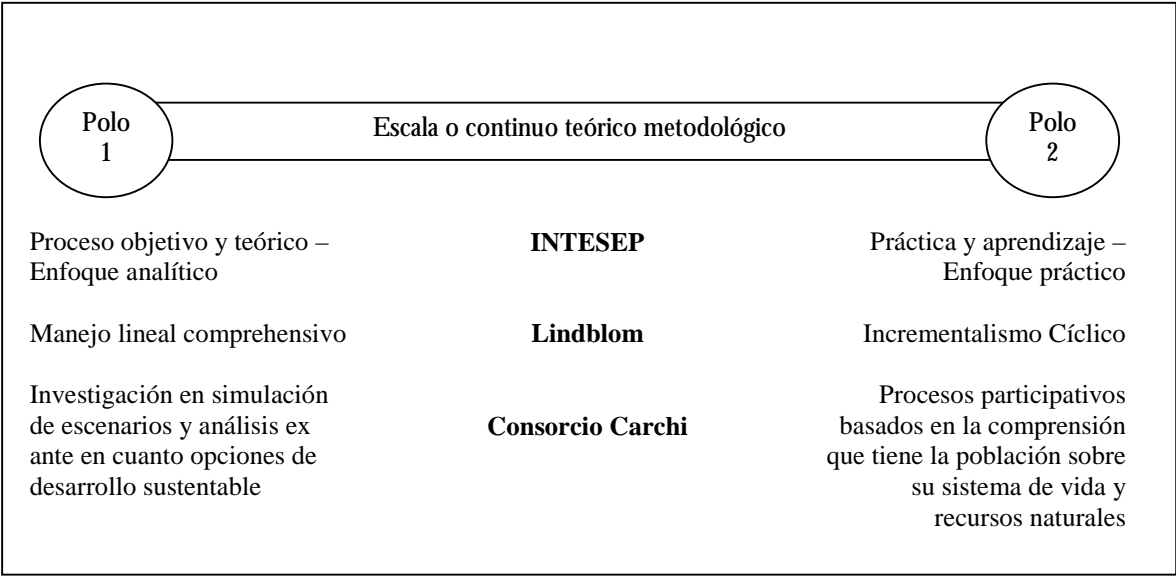 Polo
1
Escala o continuo teórico metodológico
Polo
2
Proceso objetivo y teórico –
Enfoque analítico
INTESEP
Práctica y aprendizaje –
Enfoque práctico
Manejo lineal comprehensivo
Lindblom
Incrementalismo Cíclico
Investigación en simulación
de escenarios y análisis ex
ante en cuanto opciones de
desarrollo sustentable
Consorcio Carchi
Procesos participativos
basados en la comprensión
que tiene la población sobre
su sistema de vida y
recursos naturales